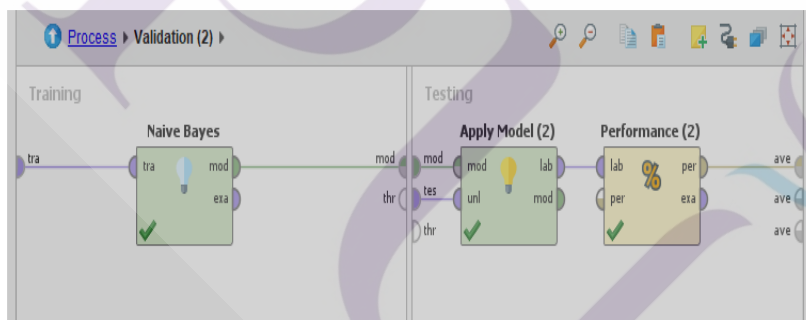 Process ▸ Validation (2) ▸
Training
Testing
Naive Bayes
Apply Model (2)
Performance (2)
tra
tra
mod
exa
mod
thr
mod
tes
thr
mod
unl
lab
mod
lab
per
%
per
exa
ave
ave
ave